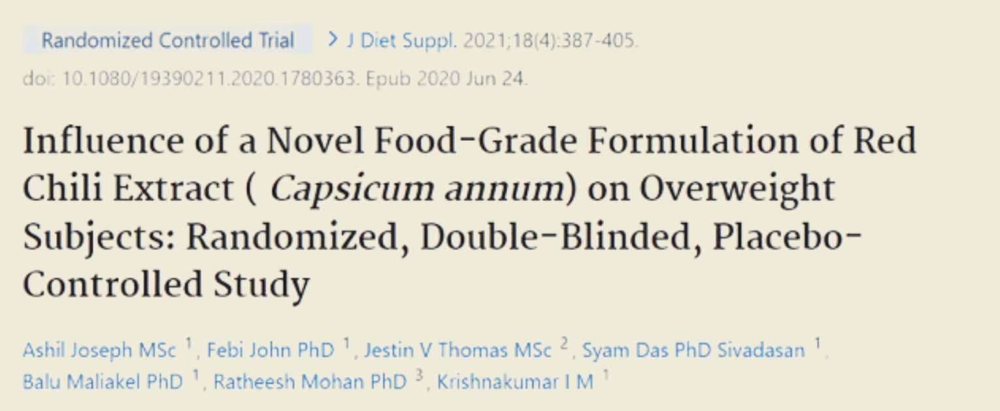 Randomized Controlled Trial > J Diet Suppl. 2021;18(4):387-405.
doi: 10.1080/19390211.2020.1780363. Epub 2020 Jun 24.
Influence of a Novel Food-Grade Formulation of Red
Chili Extract ( Capsicum annum) on Overweight
Subjects: Randomized, Double-Blinded, Placebo-
Controlled Study
Ashil Joseph MSc 1, Febi John PhD 1, Jestin V Thomas MSc 2, Syam Das PhD Sivadasan 1,
Balu Maliakel PhD 1, Ratheesh Mohan PhD 3, Krishnakumar I M 1